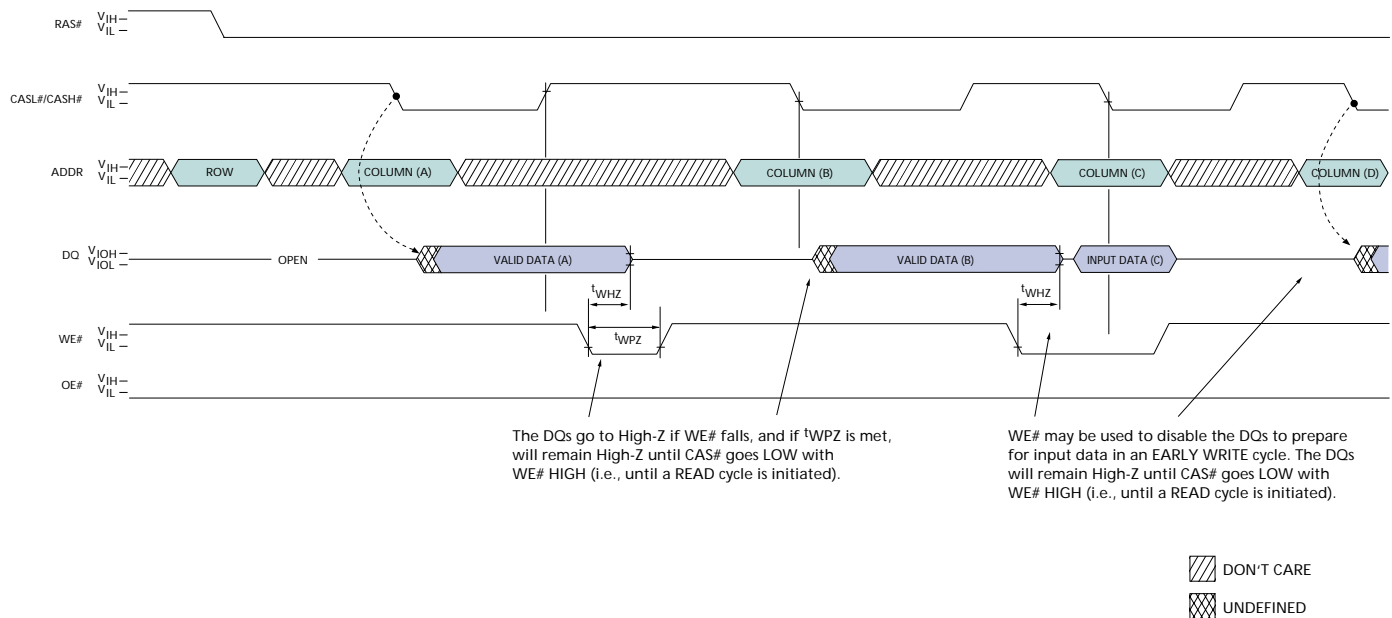 RAS# VIH VIL
CASL#/CASH# VIH VIL
ADDR VIH VIL ROW COLUMN (A) COLUMN (B) COLUMN (C) COLUMN (D)
DQ VIOH VIOL OPEN VALID DATA (A) VALID DATA (B) INPUT DATA (C)
tWHZ tWHZ
tWPZ
WE# VIH VIL
OE# VIH VIL
The DQs go to High-Z if WE# falls, and if tWPZ is met,
will remain High-Z until CAS# goes LOW with
WE# HIGH (i.e., until a READ cycle is initiated).
WE# may be used to disable the DQs to prepare
for input data in an EARLY WRITE cycle. The DQs
will remain High-Z until CAS# goes LOW with
WE# HIGH (i.e., until a READ cycle is initiated).
DON'T CARE
UNDEFINED